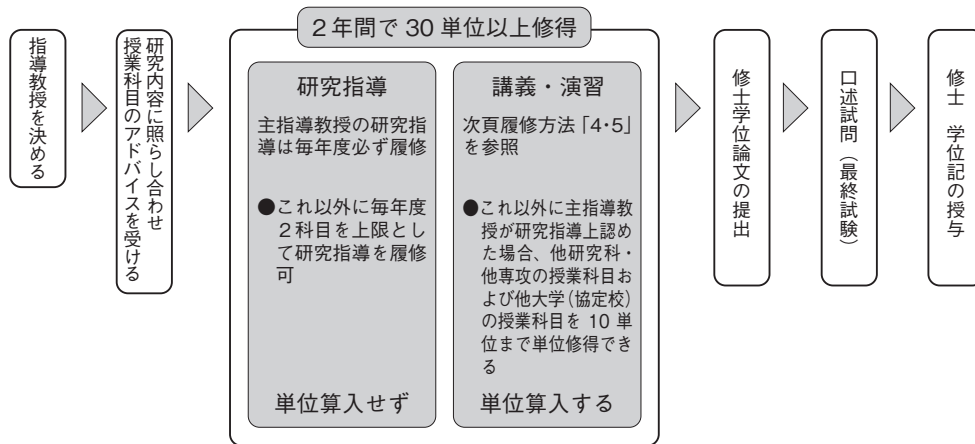 指導教授を決める
研究内容に照らし合わせ
授業科目のアドバイスを受ける
2年間で 30 単位以上修得
研究指導
主指導教授の研究指
導は毎年度必ず履修
●これ以外に毎年度
2科目を上限とし
て研究指導を履修
可
単位算入せず
講義・演習
次頁履修方法「4・5」
を参照
●これ以外に主指導教
授が研究指導上認め
た場合、他研究科・
他専攻の授業科目お
よび他大学(協定校)
の授業科目を 10 単
位まで単位修得でき
る
単位算入する
修士学位論文の提出
口述試問(最終試験)
修士 学位記の授与